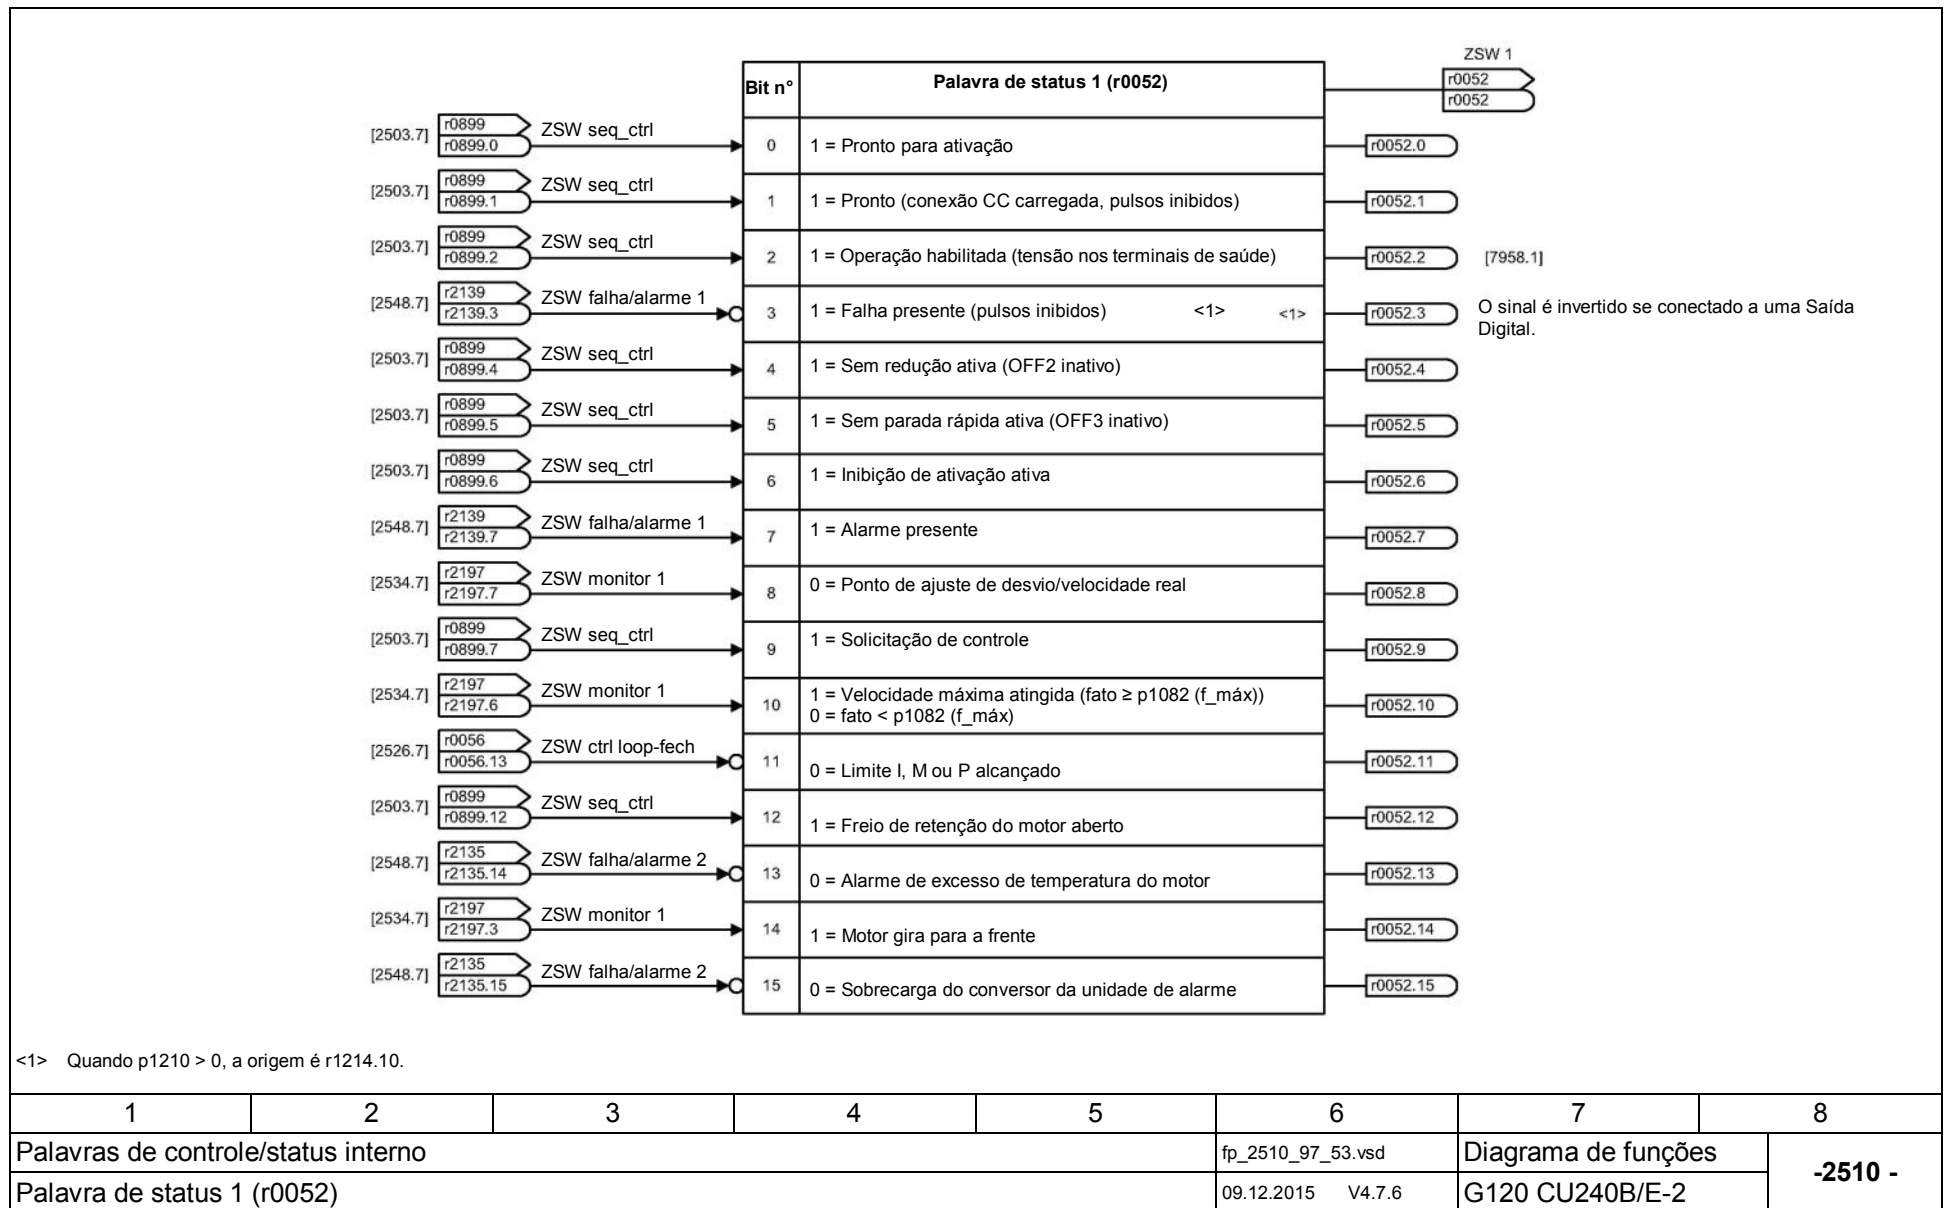 ZSW 1
Bit n° Palavra de status 1 (r0052) r0052
r0052
[2503.7] r0899 ZSW seq_ctrl
r0899.0 0 1 = Pronto para ativação r0052.0
[2503.7] r0899 ZSW seq_ctrl
r0899.1 1 1 = Pronto (conexão CC carregada, pulsos inibidos) r0052.1
[2503.7] r0899 ZSW seq_ctrl
r0899.2 2 1 = Operação habilitada (tensão nos terminais de saúde) r0052.2 [7958.1]
[2548.7] r2139 ZSW falha/alarme 1
r2139.3 3 1 = Falha presente (pulsos inibidos) <1> <1> r0052.3 O sinal é invertido se conectado a uma Saída
Digital.
[2503.7] r0899 ZSW seq_ctrl
r0899.4 4 1 = Sem redução ativa (OFF2 inativo) r0052.4
[2503.7] r0899 ZSW seq_ctrl
r0899.5 5 1 = Sem parada rápida ativa (OFF3 inativo) r0052.5
[2503.7] r0899 ZSW seq_ctrl
r0899.6 6 1 = Inibição de ativação ativa r0052.6
[2548.7] r2139 ZSW falha/alarme 1
r2139.7 7 1 = Alarme presente r0052.7
[2534.7] r2197 ZSW monitor 1
r2197.7 8 0 = Ponto de ajuste de desvio/velocidade real r0052.8
[2503.7] r0899 ZSW seq_ctrl
r0899.7 9 1 = Solicitação de controle r0052.9
[2534.7] r2197 ZSW monitor 1
r2197.6 10 1 = Velocidade máxima atingida (fato ≥ p1082 (f_máx)) r0052.10
0 = fato < p1082 (f_máx)
[2526.7] r0056 ZSW ctrl loop-fech
r0056.13 11 0 = Limite I, M ou P alcançado r0052.11
[2503.7] r0899 ZSW seq_ctrl
r0899.12 12 1 = Freio de retenção do motor aberto r0052.12
[2548.7] r2135 ZSW falha/alarme 2
r2135.14 13 0 = Alarme de excesso de temperatura do motor r0052.13
[2534.7] r2197 ZSW monitor 1
r2197.3 14 1 = Motor gira para a frente r0052.14
[2548.7] r2135 ZSW falha/alarme 2
r2135.15 15 0 = Sobrecarga do conversor da unidade de alarme r0052.15
<1> Quando p1210 > 0, a origem é r1214.10.
1 2 3 4 5 6 7 8
Palavras de controle/status interno fp_2510_97_53.vsd Diagrama de funções -2510 -
Palavra de status 1 (r0052) 09.12.2015 V4.7.6 G120 CU240B/E-2